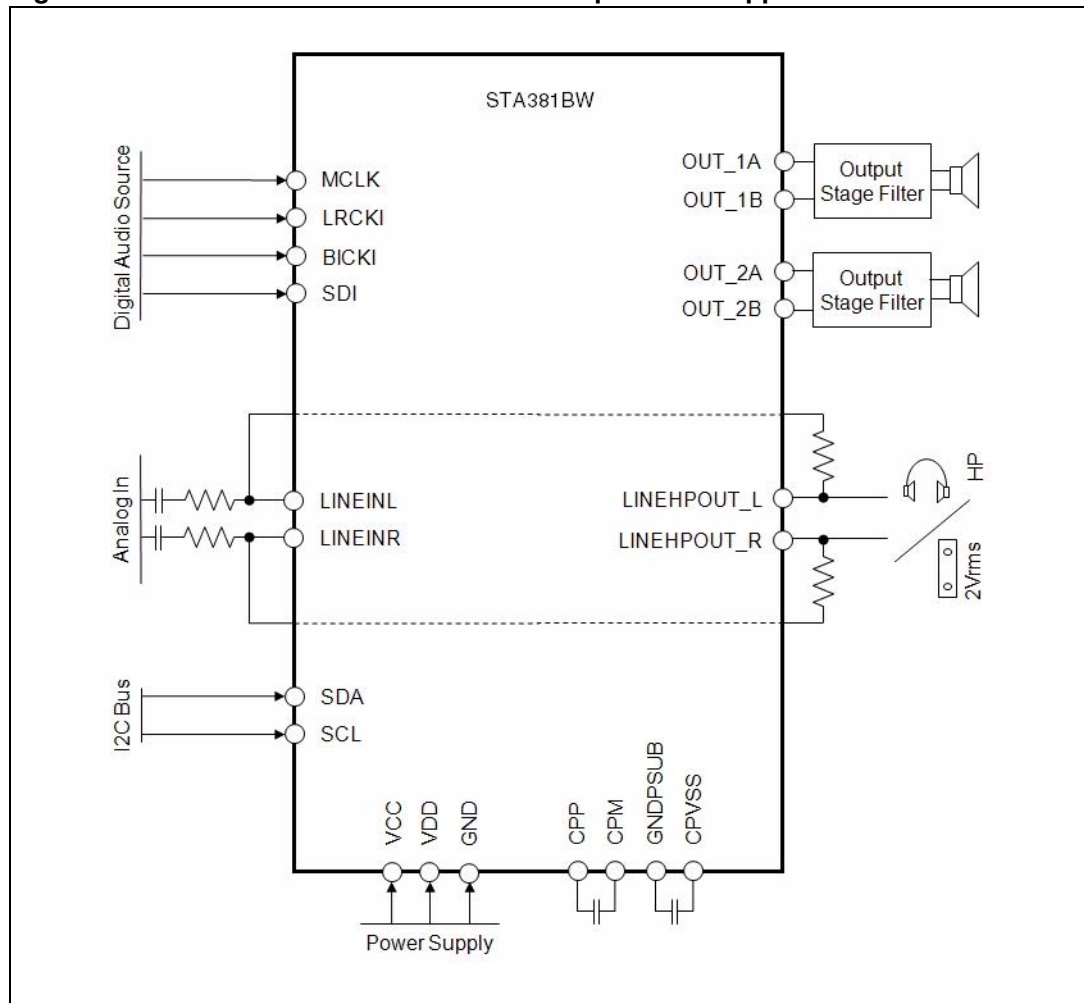 STA381BW
Digital Audio Source
MCLK
LRCKI
BICKI
SDI
OUT_1A
OUT_1B
Output
Stage Filter
OUT_2A
OUT_2B
Output
Stage Filter
Analog In
LINEINL
LINEINR
LINEHPOUT_L
LINEHPOUT_R
HP
2Vrms
I2C Bus
SDA
SCL
VCC
VDD
GND
CPP
CPM
GNDPSUB
CPVSS
Power Supply